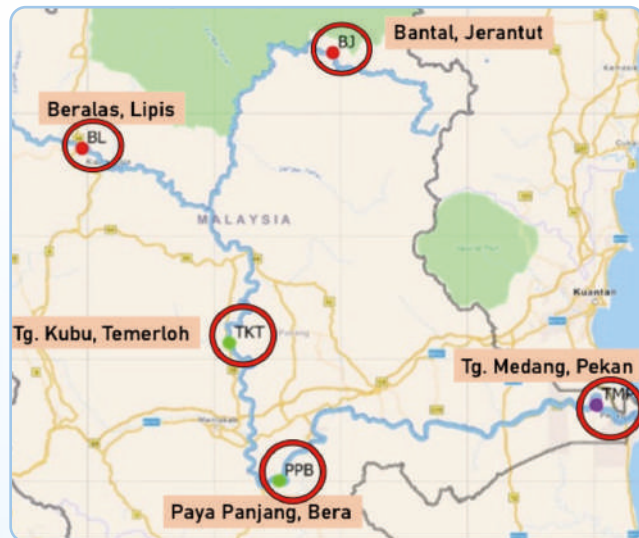 BJ
Bantal, Jerantut
Beralas, Lipis
BL
MALAYSIA
Kuantan
TKT
Tg. Kubu, Temerloh
Tg. Medang, Pekan
PPB
Paya Panjang, Bera